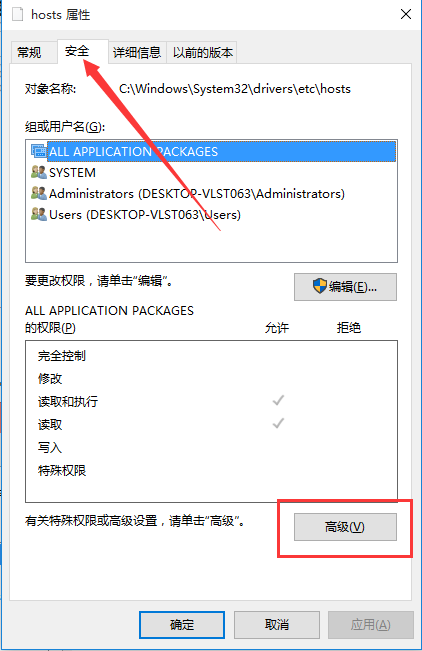 hosts 属性
常规 安全 详细信息 以前的版本
对象名称: C:\Windows\System32\drivers\etc\hosts
组或用户名(G):
ALL APPLICATION PACKAGES
SYSTEM
Administrators (DESKTOP-VLST063\Administrators)
Users (DESKTOP-VLST063\Users)
要更改权限，请单击“编辑”。
编辑(E)...
ALL APPLICATION PACKAGES
的权限(P) 允许 拒绝
完全控制
修改
读取和执行
读取
写入
特殊权限
有关特殊权限或高级设置，请单击“高级”。
高级(V)
确定 取消 应用(A)